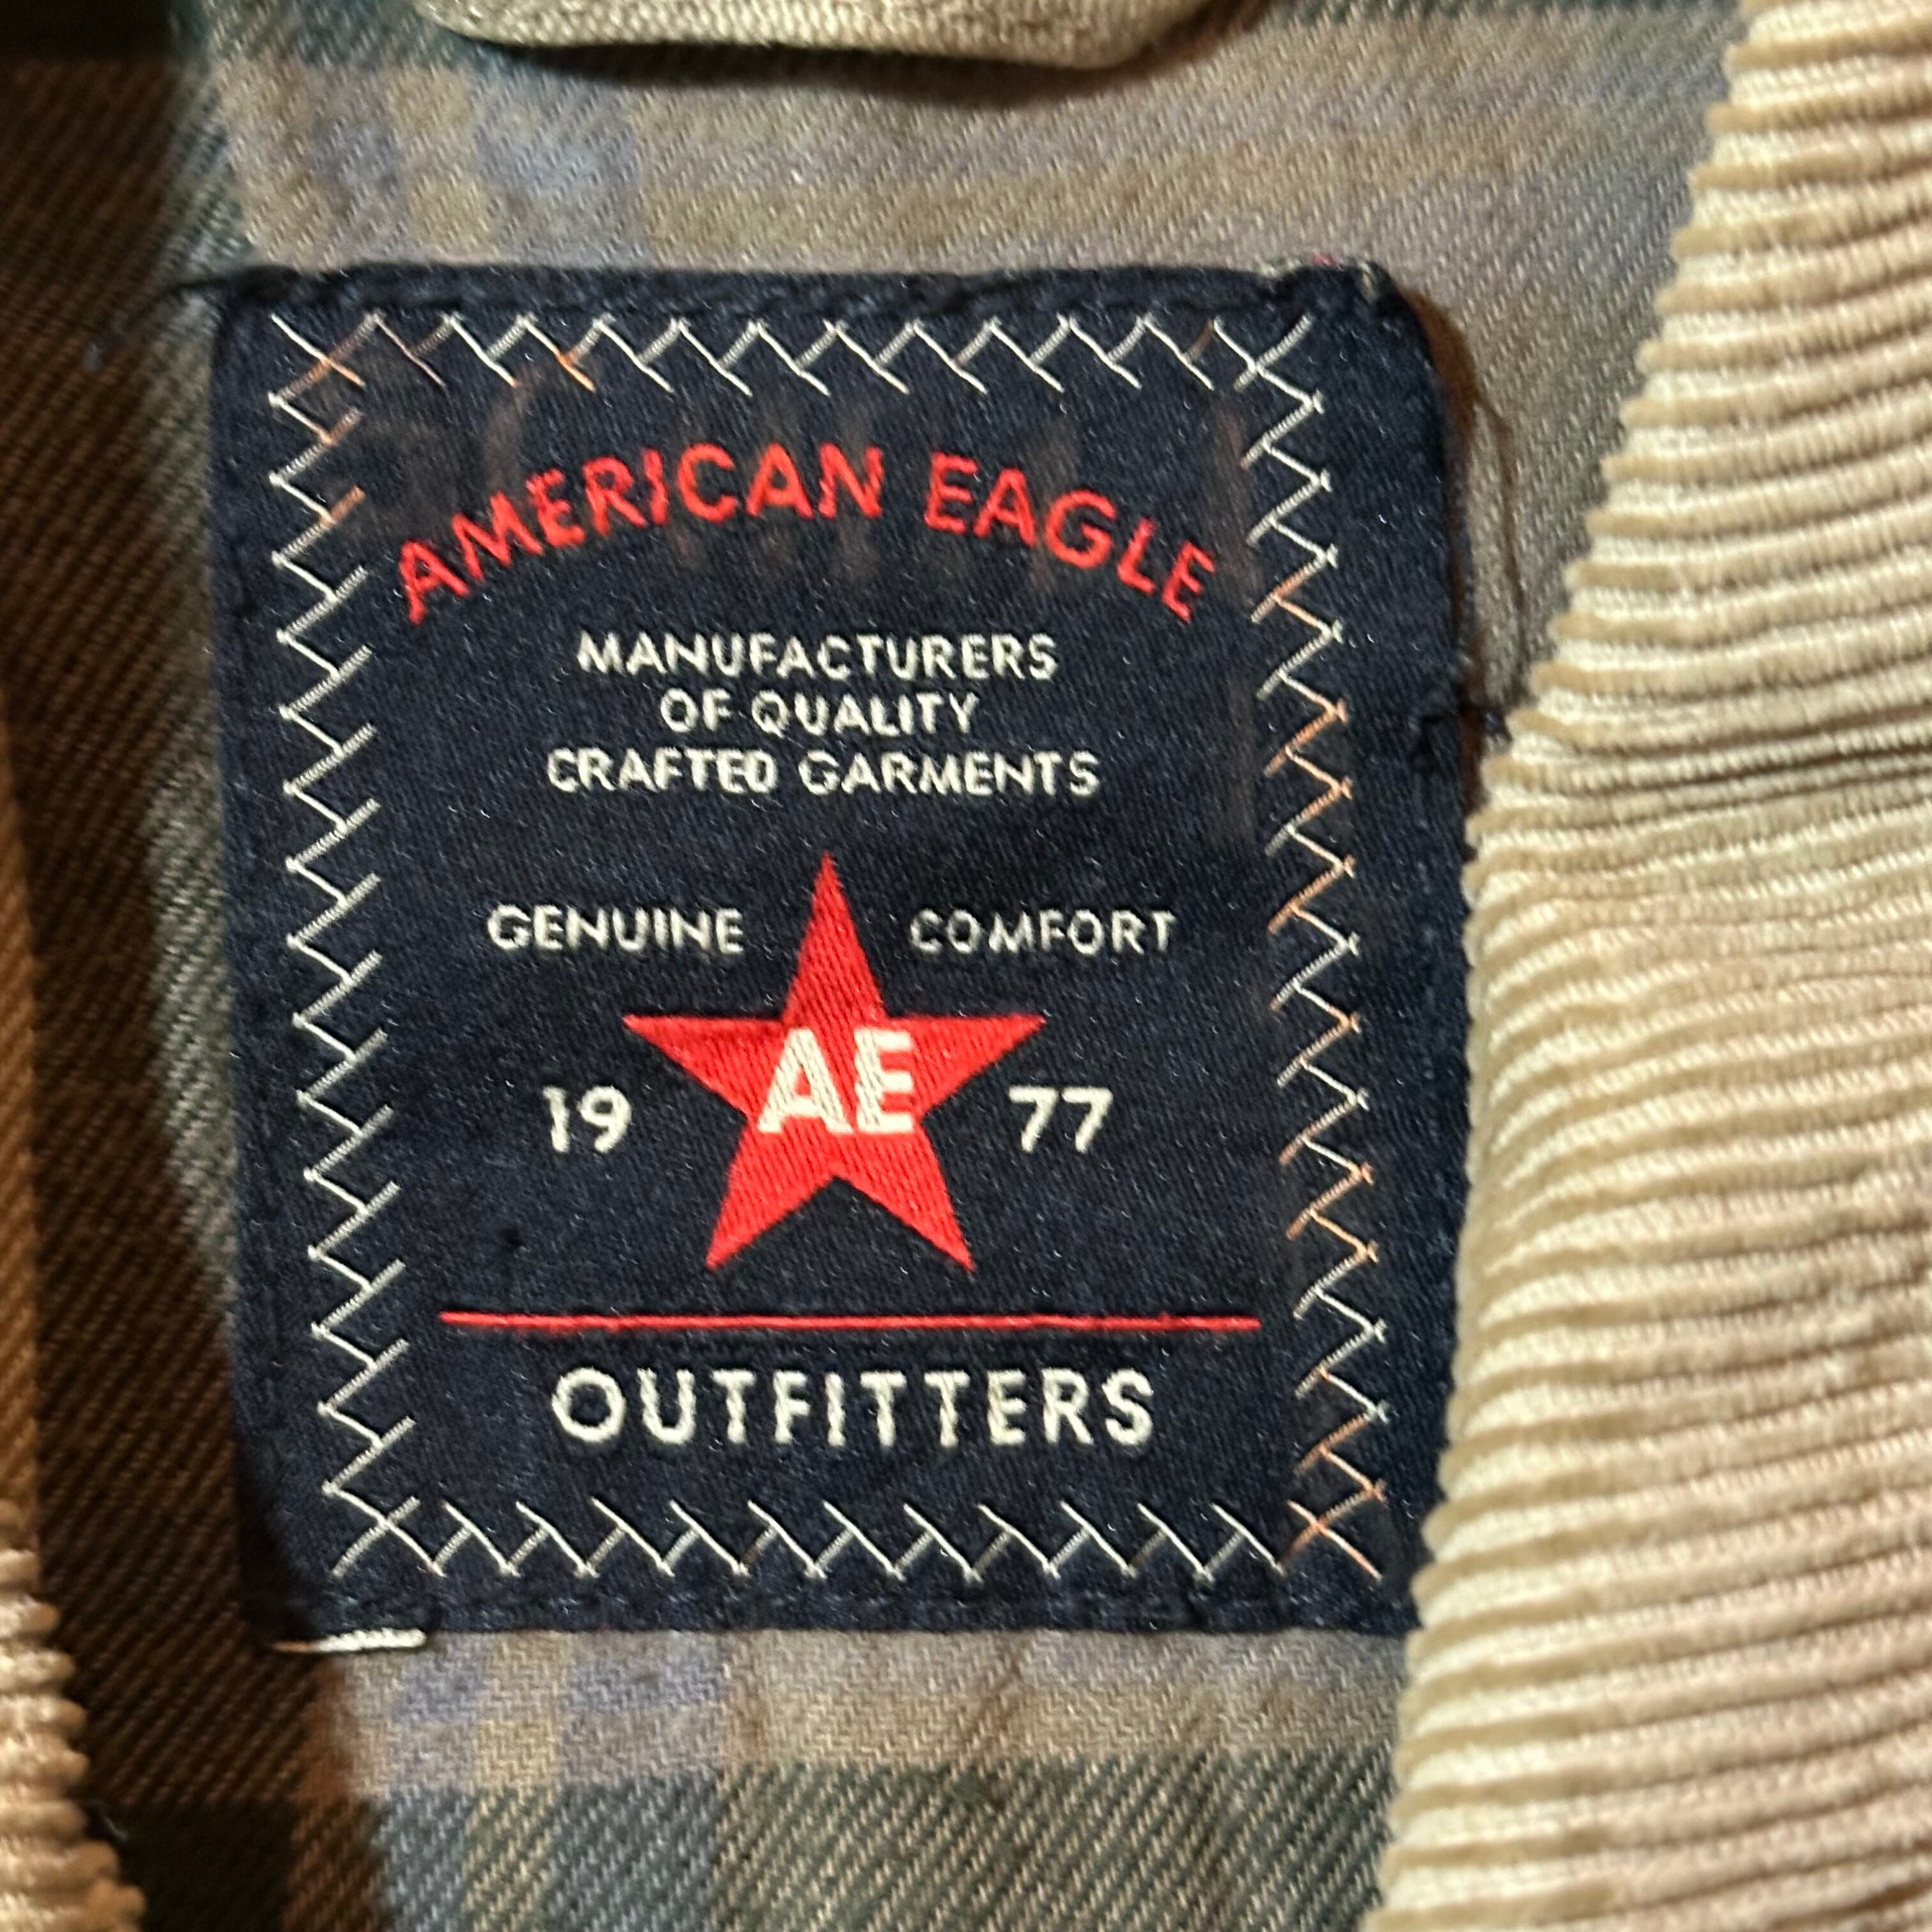 AMERICAN EAGLE
MANUFACTURERS
OF QUALITY
CRAFTED GARMENTS
GENUINE COMFORT
AE
19 77
OUTFITTERS